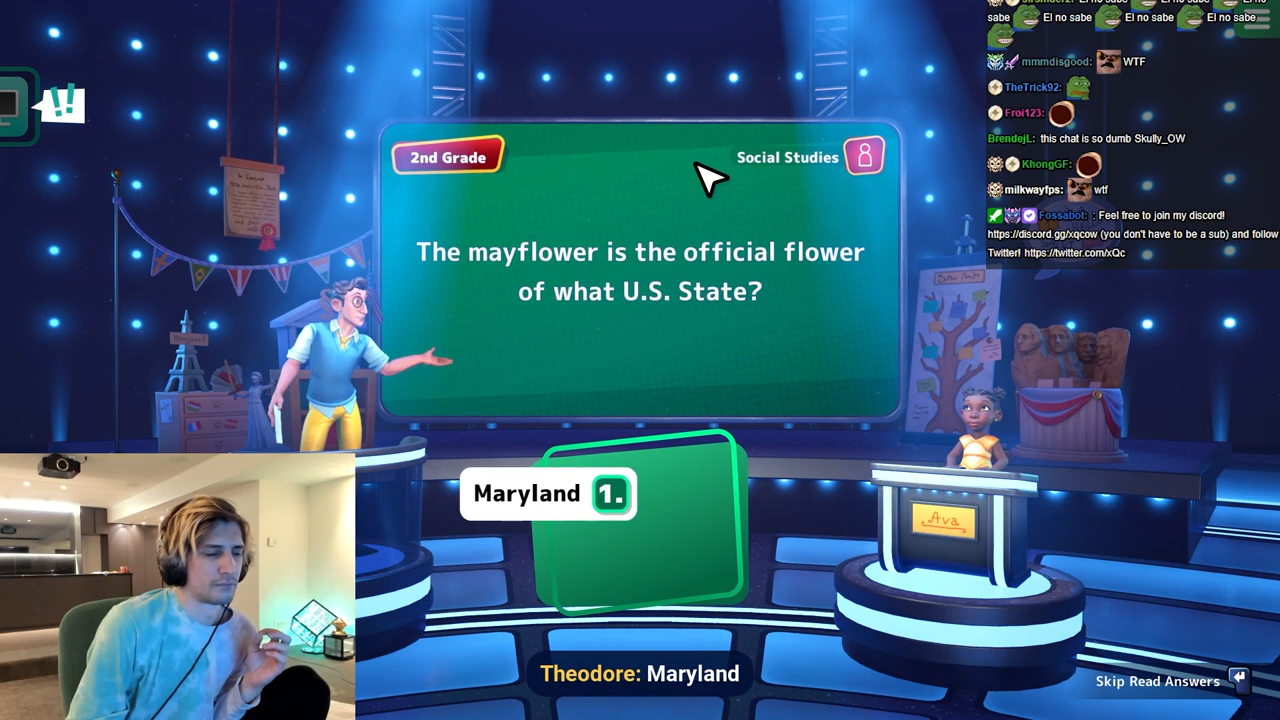 sabe El no sabe El no sabe El no sabe
mmmdisgood: WTF
TheTrick92:
Froi123:
BrendejL: this chat is so dumb Skully_OW
KhongGF:
milkwayfps: wtf
Fossabot: : Feel free to join my discord!
https://discord.gg/xqcow (you don't have to be a sub) and follow
Twitter! https://twitter.com/xQc
!!
2nd Grade
Social Studies
The mayflower is the official flower
of what U.S. State?
Maryland 1.
Ava
Theodore: Maryland
Skip Read Answers